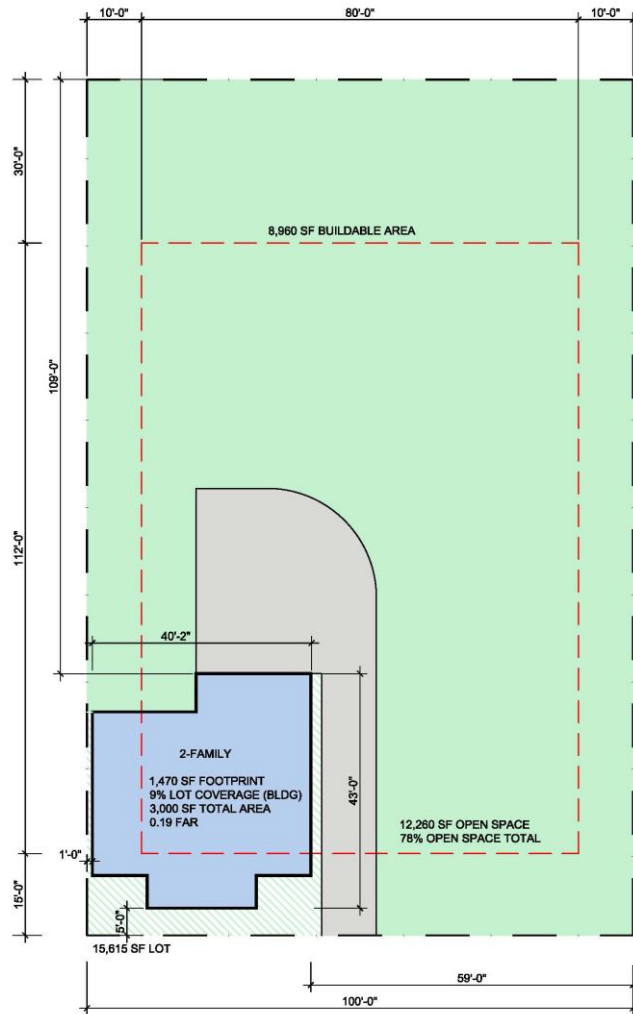 10'-0"
80'-0"
10'-0"
30'-0"
8,960 SF BUILDABLE AREA
109'-0"
112'-0"
40'-2"
2-FAMILY
1,470 SF FOOTPRINT
9% LOT COVERAGE (BLDG)
3,000 SF TOTAL AREA
0.19 FAR
43'-0"
12,260 SF OPEN SPACE
78% OPEN SPACE TOTAL
1'-0"
15'-0"
5'-0"
15,615 SF LOT
59'-0"
100'-0"